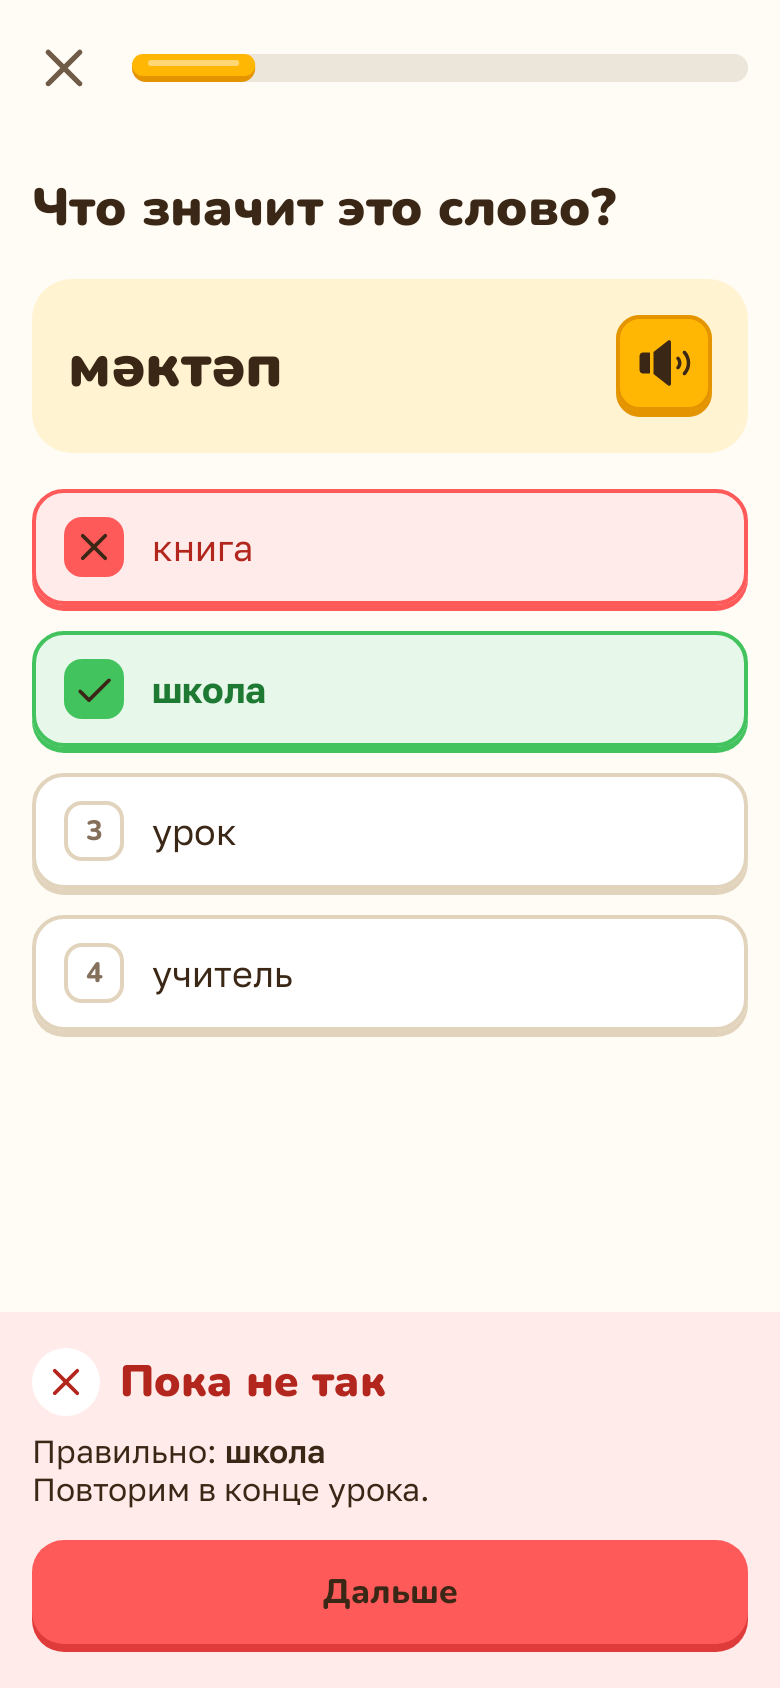 Что значит это слово?
мәктәп
книга
школа
3 урок
4 учитель
Пока не так
Правильно: школа
Повторим в конце урока.
Дальше